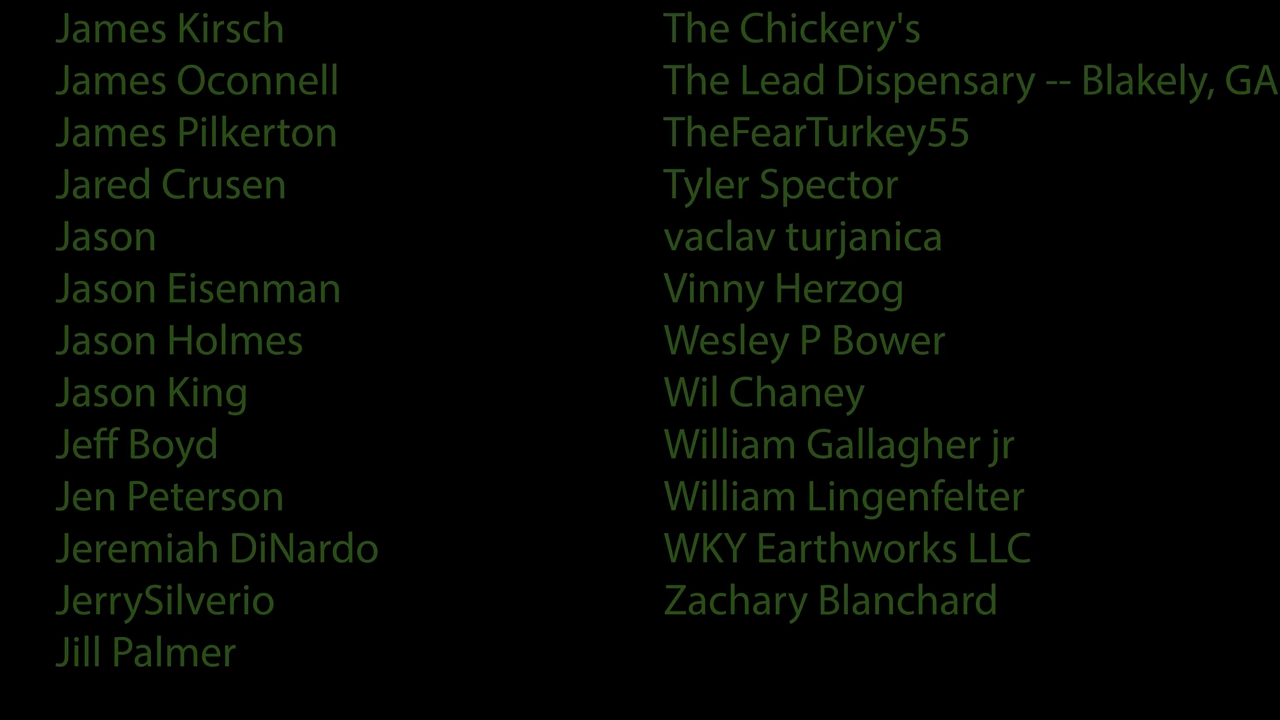 James Kirsch
James Oconnell
James Pilkerton
Jared Crusen
Jason
Jason Eisenman
Jason Holmes
Jason King
Jeff Boyd
Jen Peterson
Jeremiah DiNardo
JerrySilverio
Jill Palmer
The Chickery's
The Lead Dispensary -- Blakely, GA
TheFearTurkey55
Tyler Spector
vaclav turjanica
Vinny Herzog
Wesley P Bower
Wil Chaney
William Gallagher jr
William Lingenfelter
WKY Earthworks LLC
Zachary Blanchard